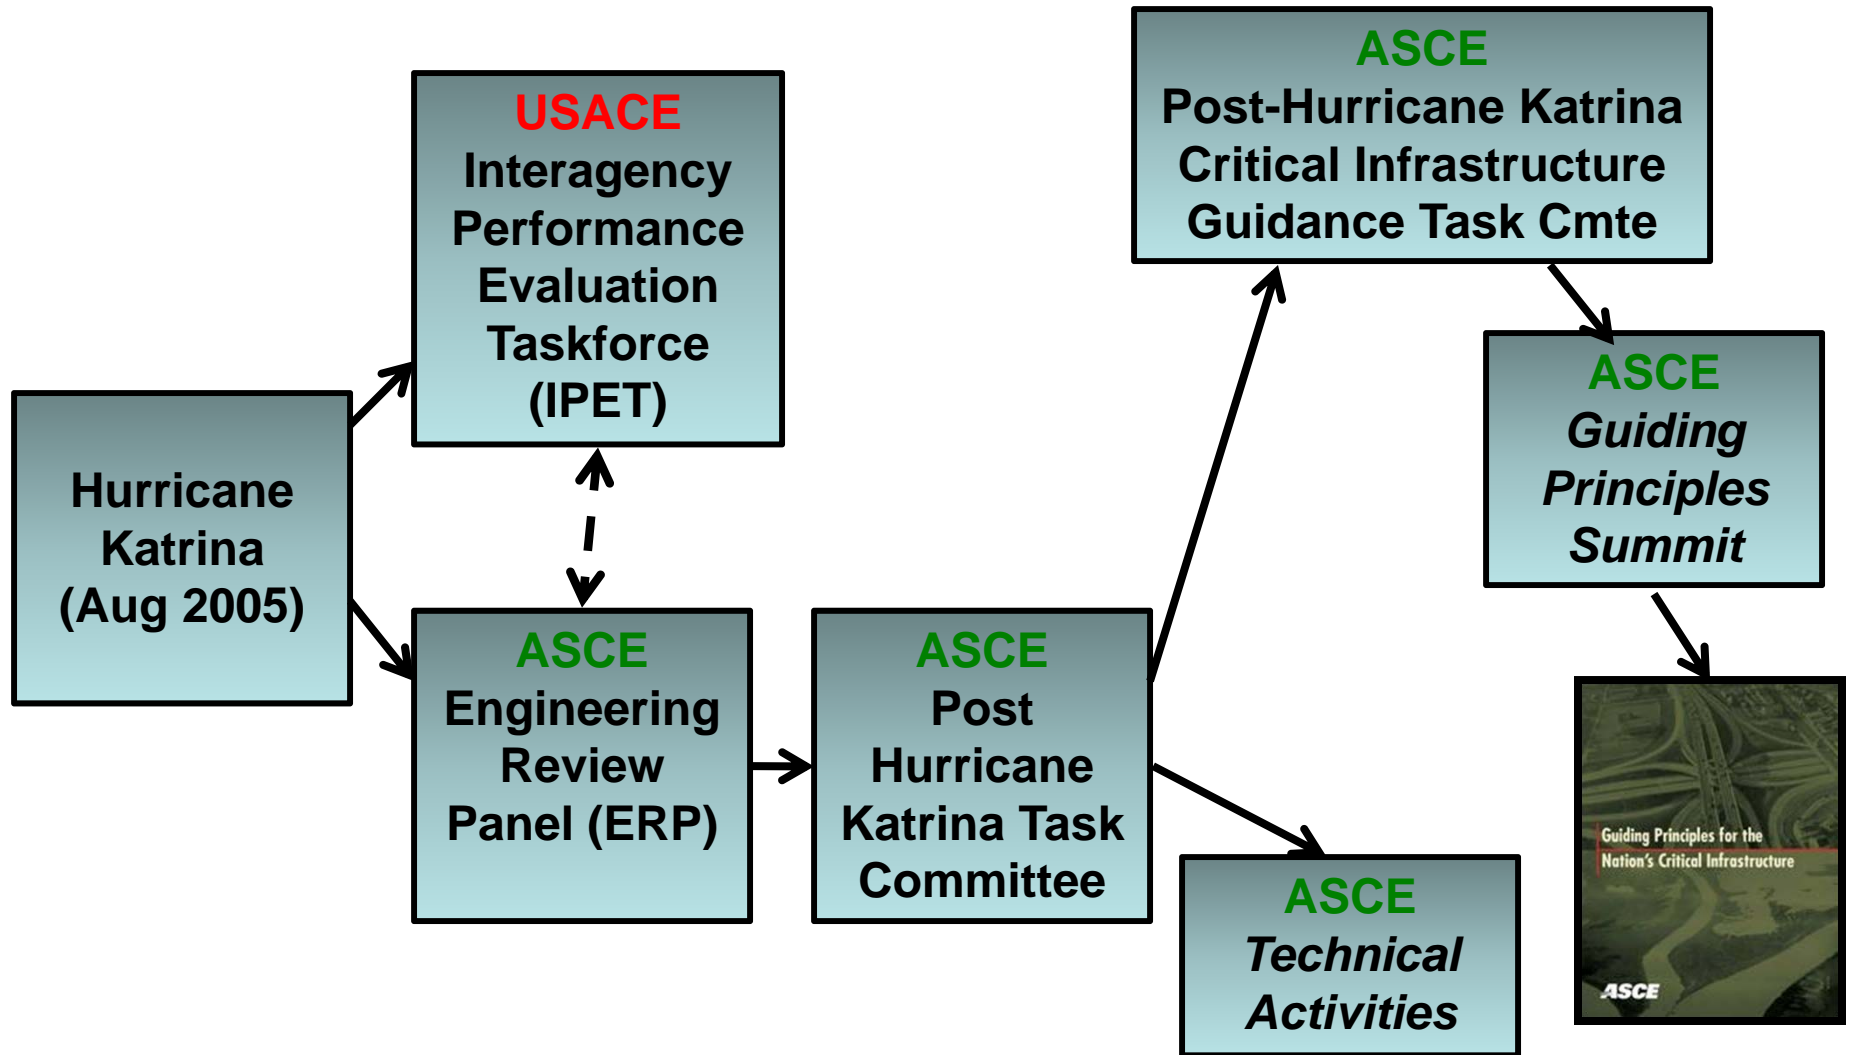 Hurricane
Katrina
(Aug 2005)
USACE
Interagency
Performance
Evaluation
Taskforce
(IPET)
ASCE
Engineering
Review
Panel (ERP)
ASCE
Post
Hurricane
Katrina Task
Committee
ASCE
Post-Hurricane Katrina
Critical Infrastructure
Guidance Task Cmte
ASCE
Technical
Activities
ASCE
Guiding
Principles
Summit
Guiding Principles for the
Nation's Critical Infrastructure
ASCE